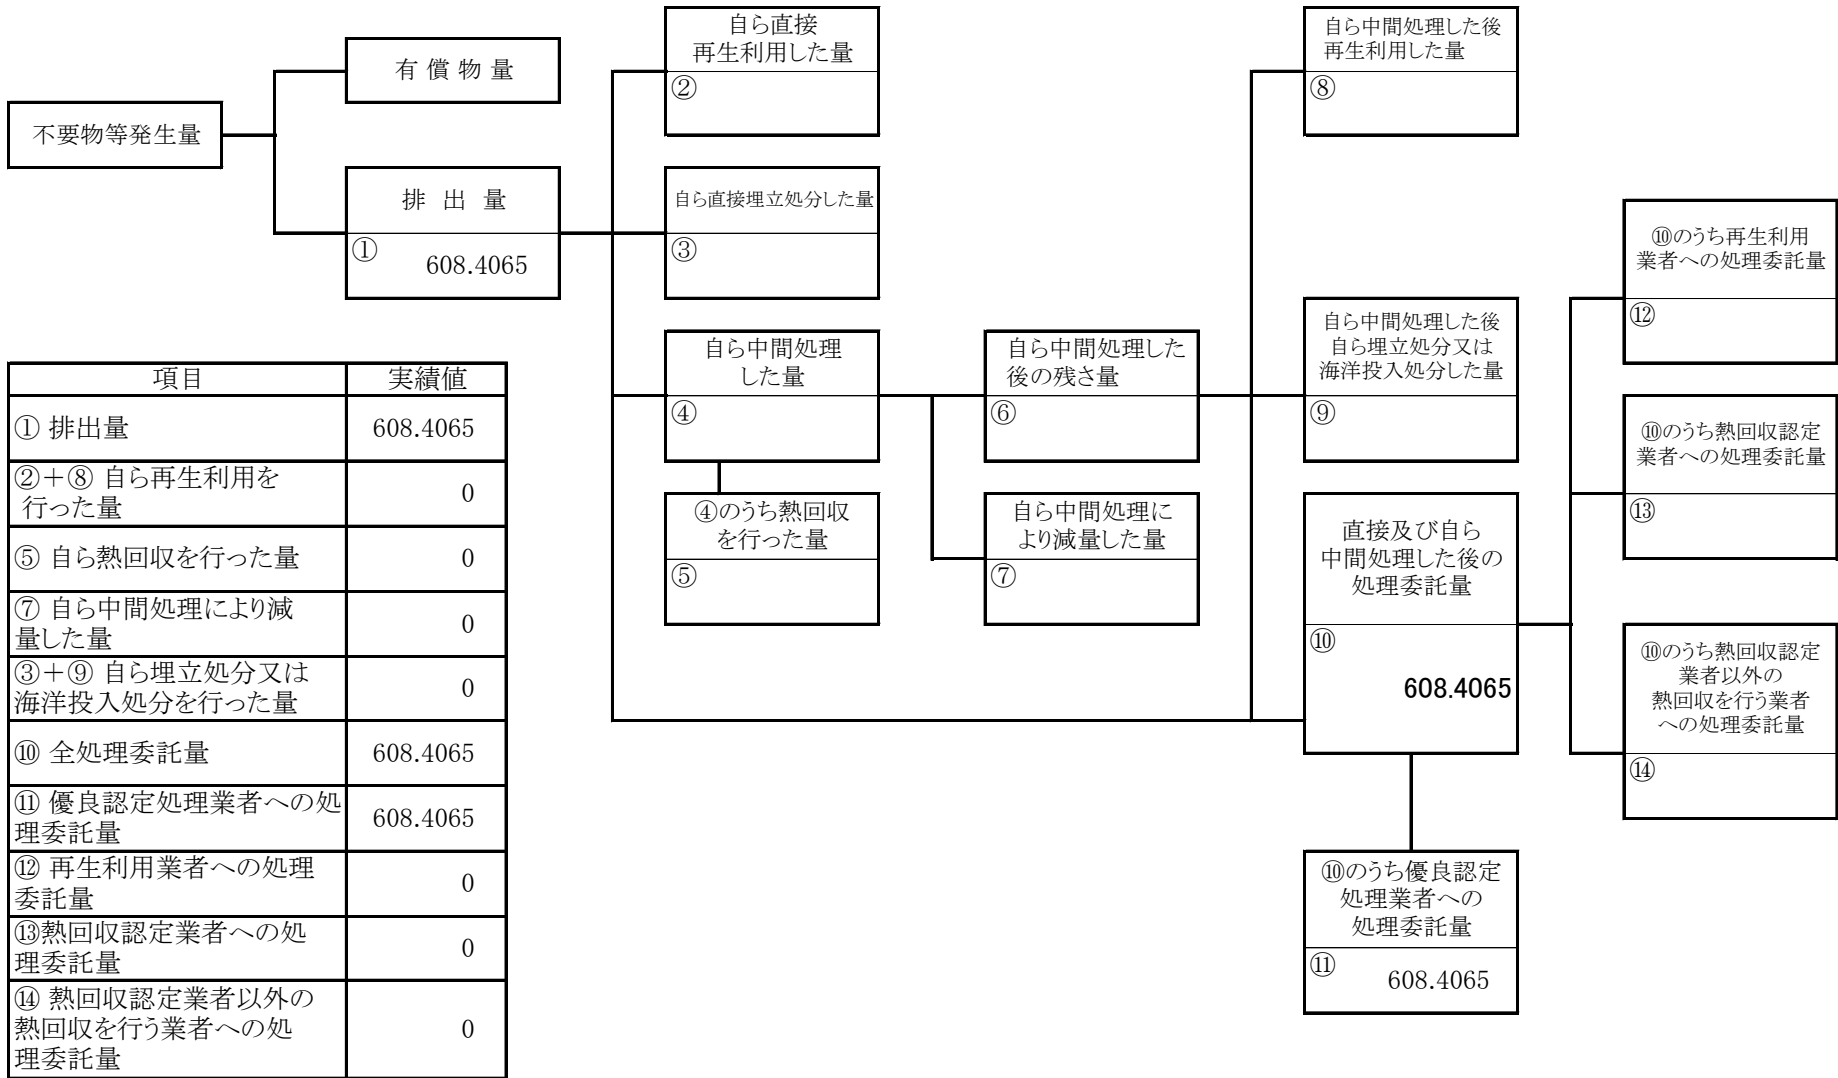 不要物等発生量
有 償 物 量
排 出 量
①
608.4065
自ら直接
再生利用した量
②
自ら直接埋立処分した量
③
自ら中間処理
した量
④
④のうち熱回収
を行った量
⑤
自ら中間処理した
後の残さ量
⑥
自ら中間処理に
より減量した量
⑦
自ら中間処理した後
再生利用した量
⑧
自ら中間処理した後
自ら埋立処分又は
海洋投入処分した量
⑨
直接及び自ら
中間処理した後の
処理委託量
⑩
608.4065
⑩のうち優良認定
処理業者への
処理委託量
⑪
608.4065
⑩のうち再生利用
業者への処理委託量
⑫
⑩のうち熱回収認定
業者への処理委託量
⑬
⑩のうち熱回収認定
業者以外の
熱回収を行う業者
への処理委託量
⑭
項目 実績値
① 排出量 608.4065
②＋⑧ 自ら再生利用を
行った量 0
⑤ 自ら熱回収を行った量 0
⑦ 自ら中間処理により減
量した量 0
③＋⑨ 自ら埋立処分又は
海洋投入処分を行った量 0
⑩ 全処理委託量 608.4065
⑪ 優良認定処理業者への処
理委託量 608.4065
⑫ 再生利用業者への処理
委託量 0
⑬熱回収認定業者への処
理委託量 0
⑭ 熱回収認定業者以外の
熱回収を行う業者への処
理委託量 0